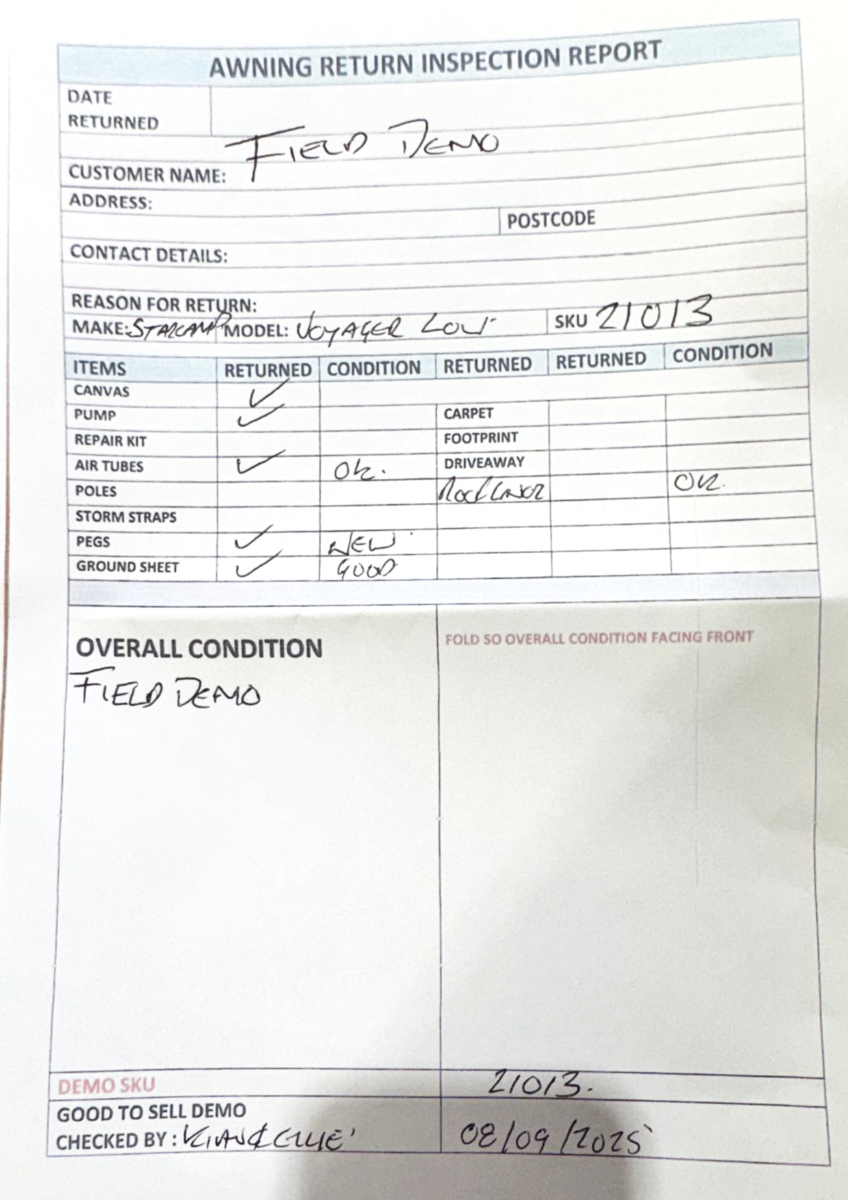 AWNING RETURN INSPECTION REPORT
DATE
RETURNED
CUSTOMER NAME: FIELD DEMO
ADDRESS:
POSTCODE
CONTACT DETAILS:
REASON FOR RETURN:
MAKE: STARCAMP MODEL: VOYAGER LOW SKU 21013
ITEMS RETURNED CONDITION RETURNED RETURNED CONDITION
CANVAS ✓
PUMP ✓ CARPET
REPAIR KIT FOOTPRINT
AIR TUBES ✓ OK. DRIVEAWAY
POLES OK.
STORM STRAPS
PEGS ✓ NEW
GROUND SHEET ✓ GOOD
OVERALL CONDITION
FOLD SO OVERALL CONDITION FACING FRONT
FIELD DEMO
DEMO SKU 21013.
GOOD TO SELL DEMO
CHECKED BY : KIAN & ELLIE 08/09/2025